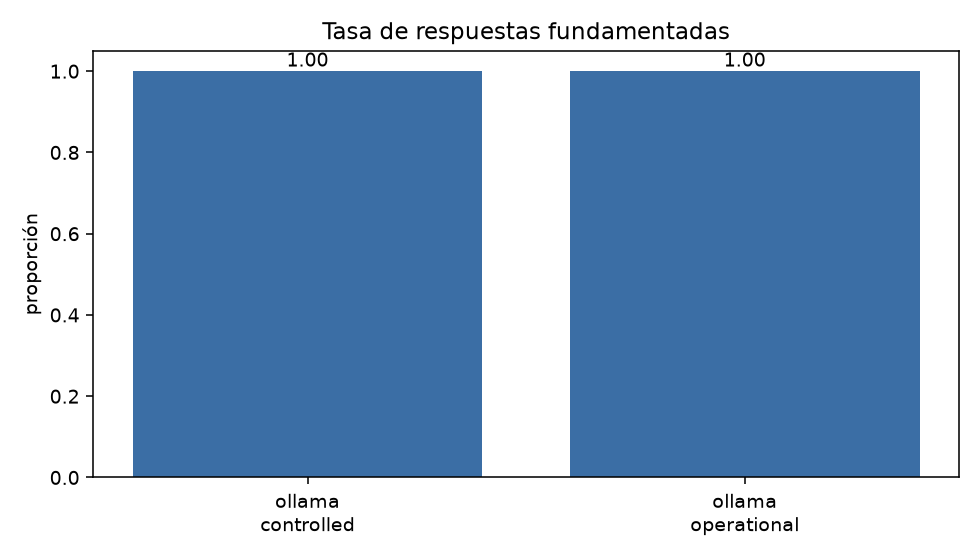 Tasa de respuestas fundamentadas
1.00 1.00
1.0
0.8
0.6
0.4
0.2
0.0
proporción
ollama
controlled
ollama
operational